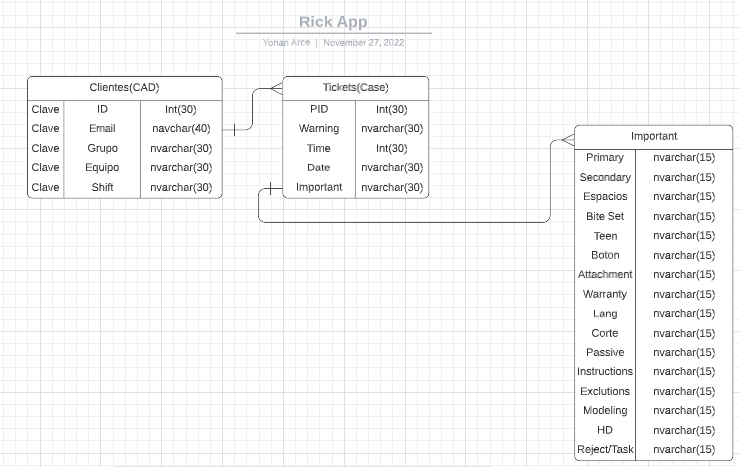 Rick App
Yohan Arce | November 27, 2022
Clientes(CAD)
Clave ID Int(30)
Clave Email navchar(40)
Clave Grupo nvarchar(30)
Clave Equipo nvarchar(30)
Clave Shift nvarchar(30)
Tickets(Case)
PID Int(30)
Warning nvarchar(30)
Time Int(30)
Date nvarchar(30)
Important nvarchar(30)
Important
Primary nvarchar(15)
Secondary nvarchar(15)
Espacios nvarchar(15)
Bite Set nvarchar(15)
Teen nvarchar(15)
Boton nvarchar(15)
Attachment nvarchar(15)
Warranty nvarchar(15)
Lang nvarchar(15)
Corte nvarchar(15)
Passive nvarchar(15)
Instructions nvarchar(15)
Exclutions nvarchar(15)
Modeling nvarchar(15)
HD nvarchar(15)
Reject/Task nvarchar(15)